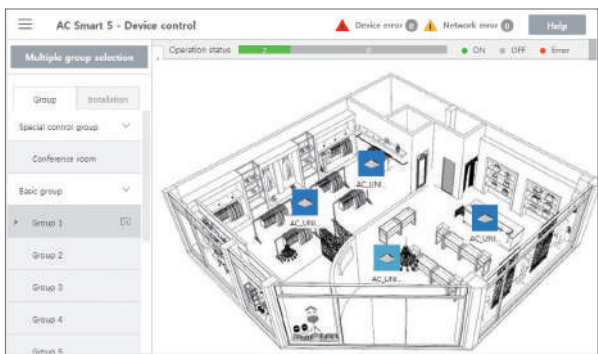 AC Smart 5 - Device control
Device error 0
Network error 0
Help
Multiple group selection
Operation status
ON
OFF
Error
Group
Installation
Special control group
Conference room
Basic group
Group 1
Group 2
Group 3
Group 4
Group 5
AC_UNI...
AC_UNI...
AC_UNI...
AC_UNI...